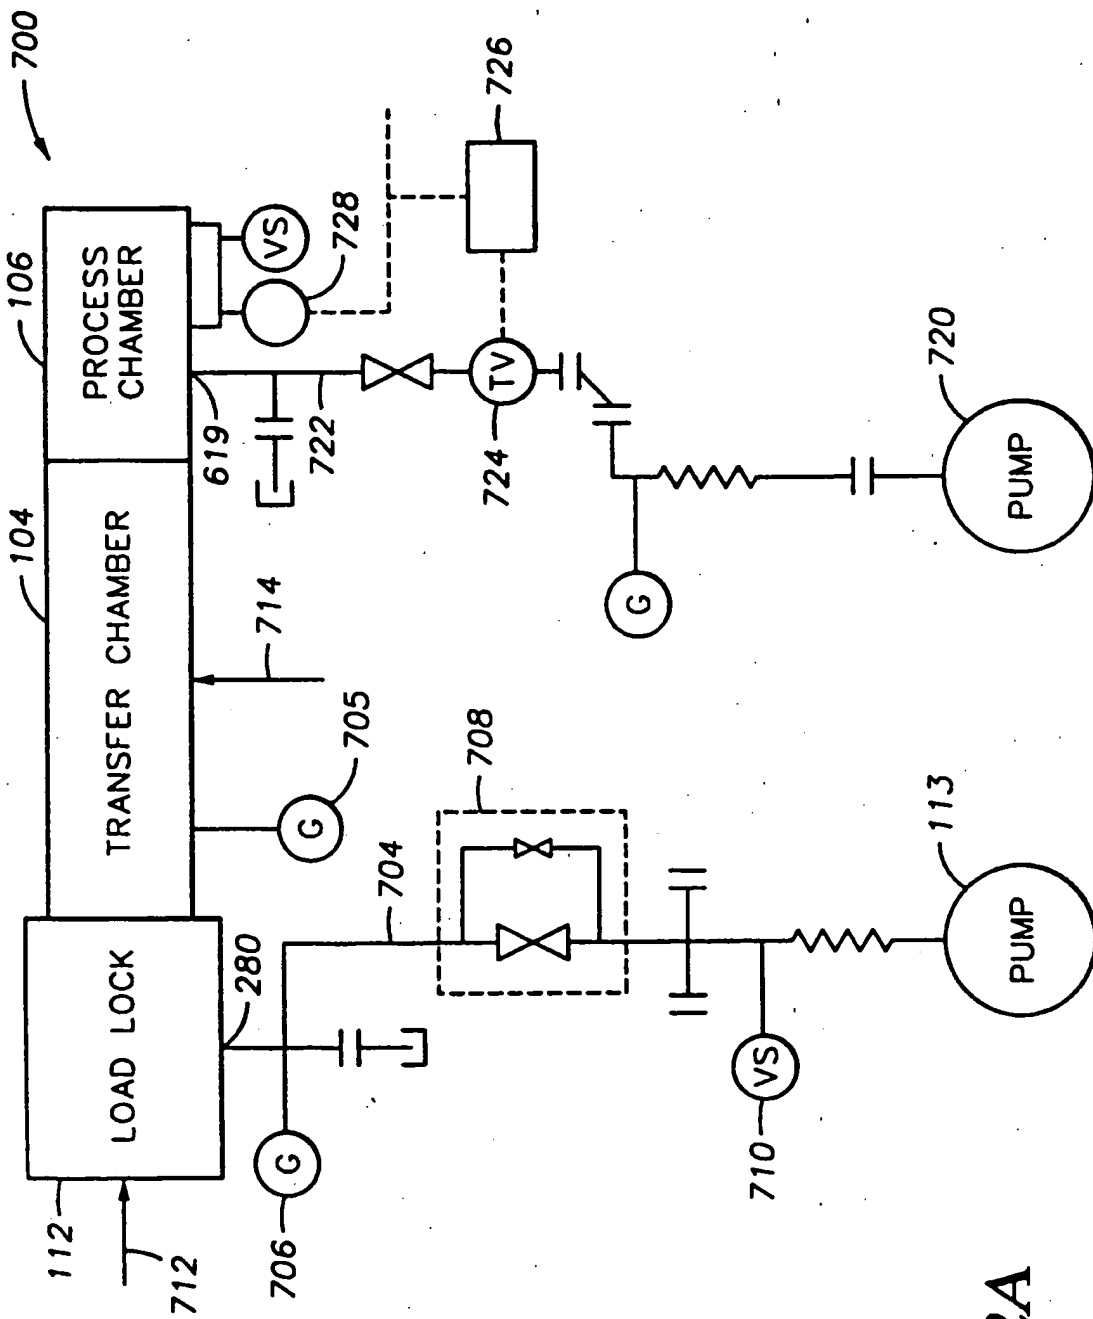 700
106
104
PROCESS
CHAMBER
TRANSFER CHAMBER
LOAD LOCK
112
712
VS
728
726
619
722
TV
724
714
G
705
280
704
708
G
706
G
720
PUMP
VS
710
113
PUMP